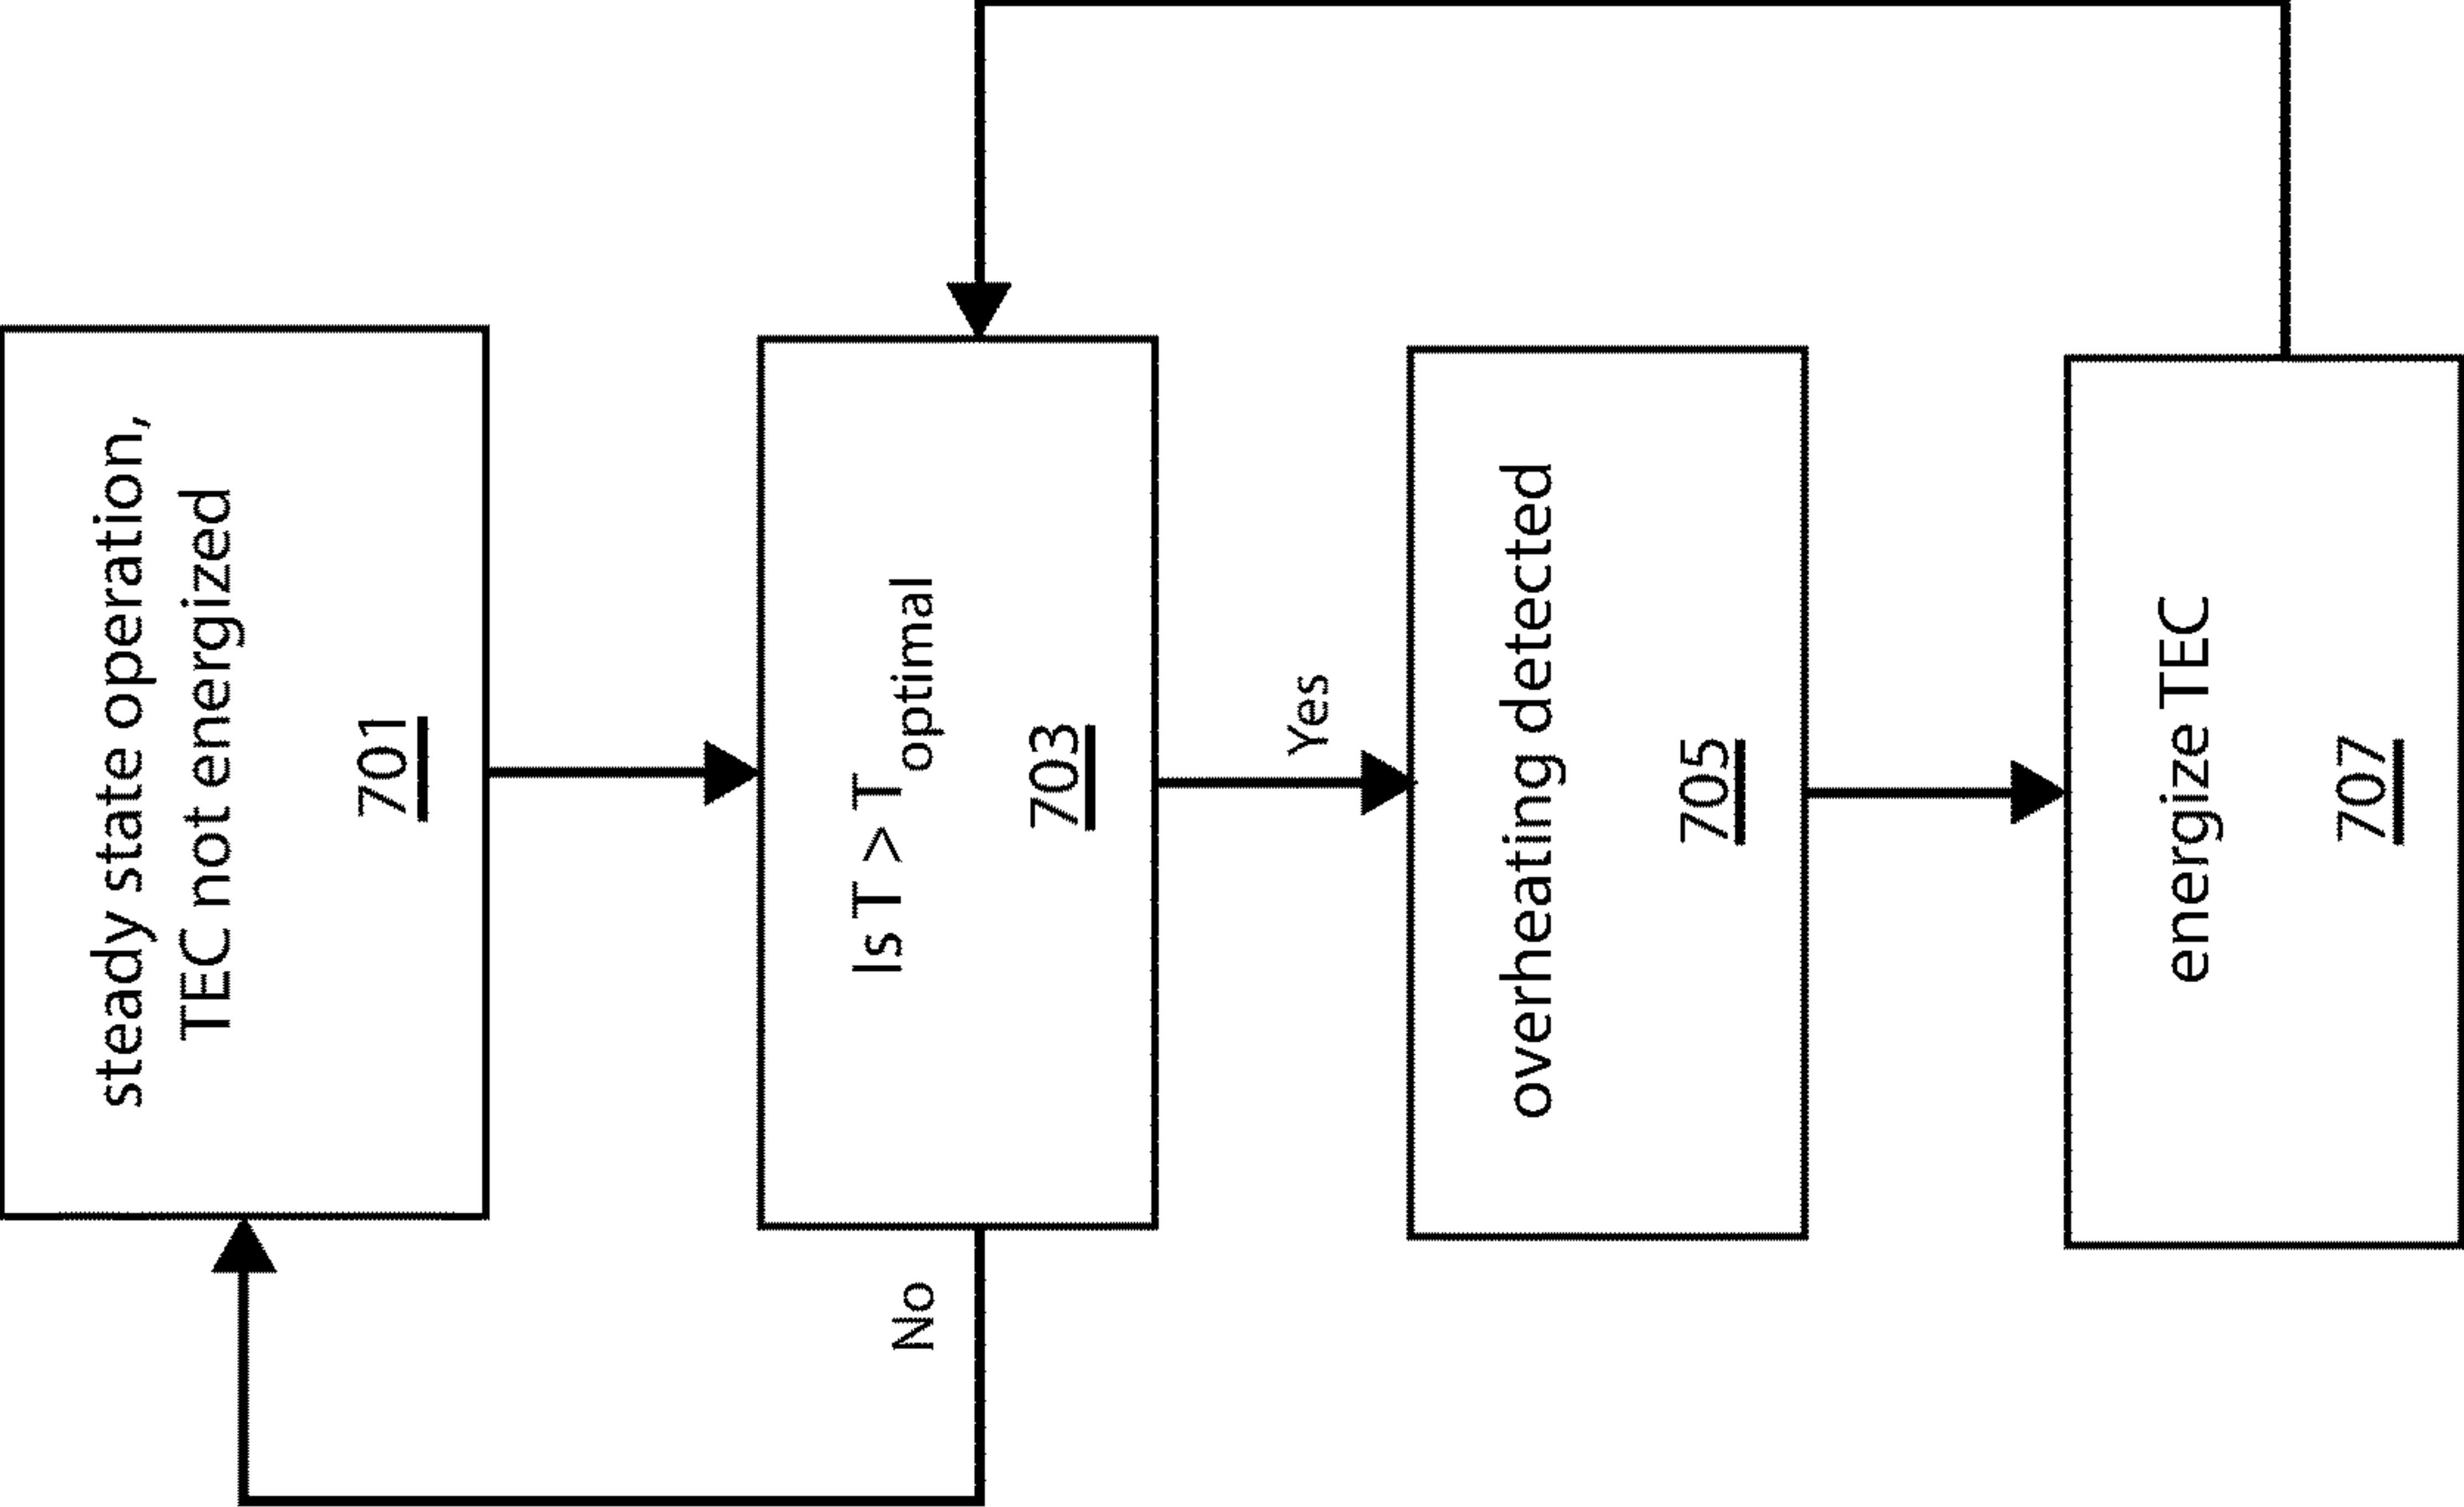 steady state operation,
TEC not energized
701
Is T > Toptimal
703
No
Yes
overheating detected
705
energize TEC
707